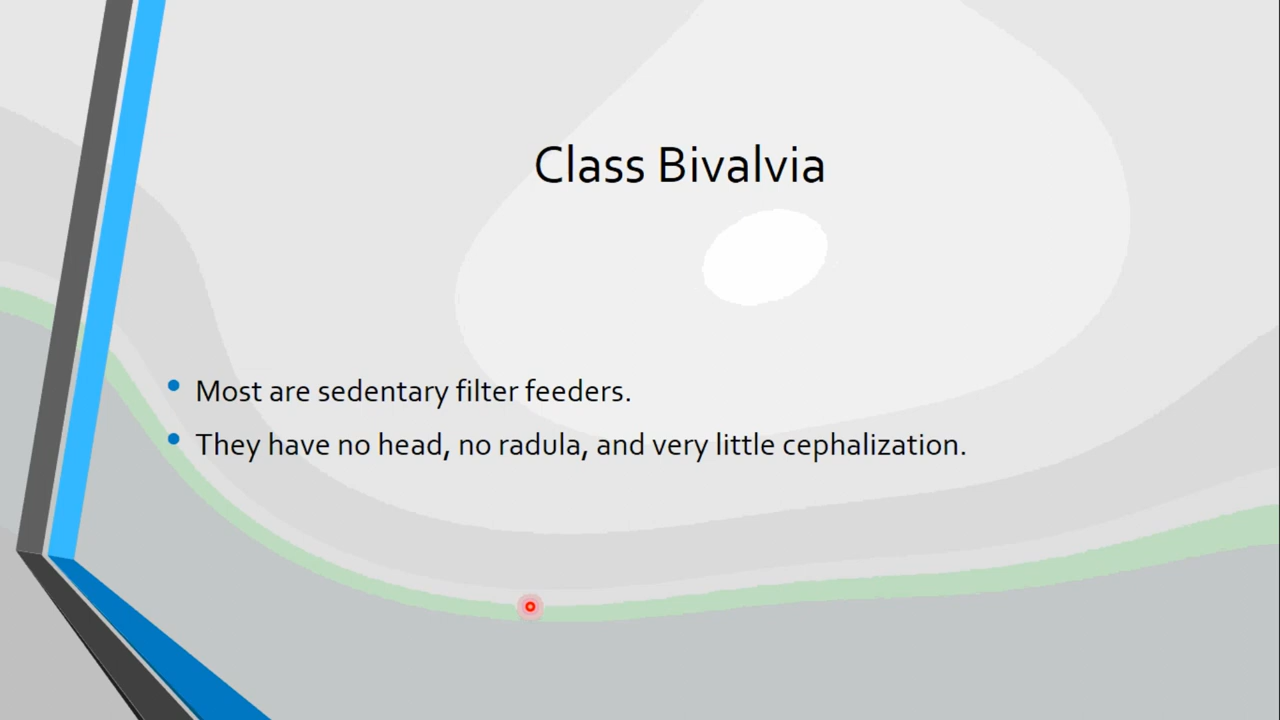 Class Bivalvia
• Most are sedentary filter feeders.
• They have no head, no radula, and very little cephalization.